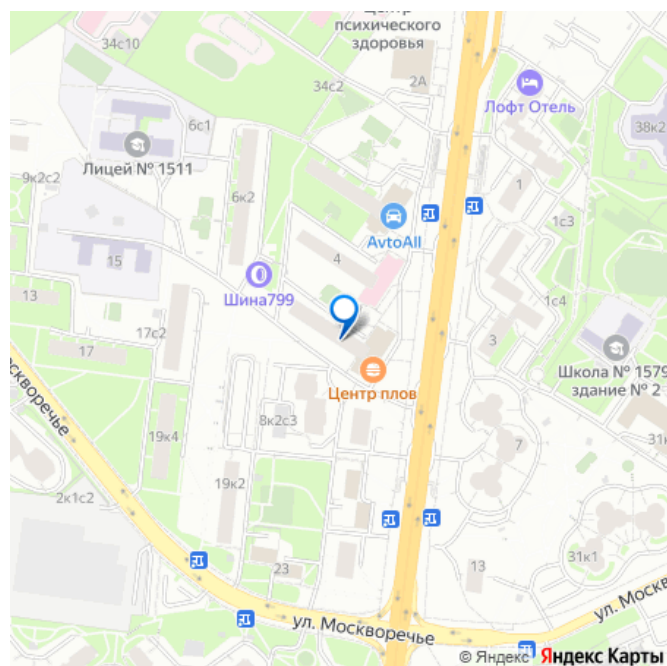 Центр
психического
здоровья
34с10
34с2
2А
Лофт Отель
38к2
6с1
Лицей № 1511
9к2с2
6к2
1
1с3
AvtoAll
4
15
Шина799
13
1с4
17с2
3
17
Школа № 1579
здание № 2
Центр плов
31к
8к2с3
19к4
7
19к2
2к1с2
31к1
13
23
ул. Москворечье
ул. Москв
© Яндекс Яндекс Карты